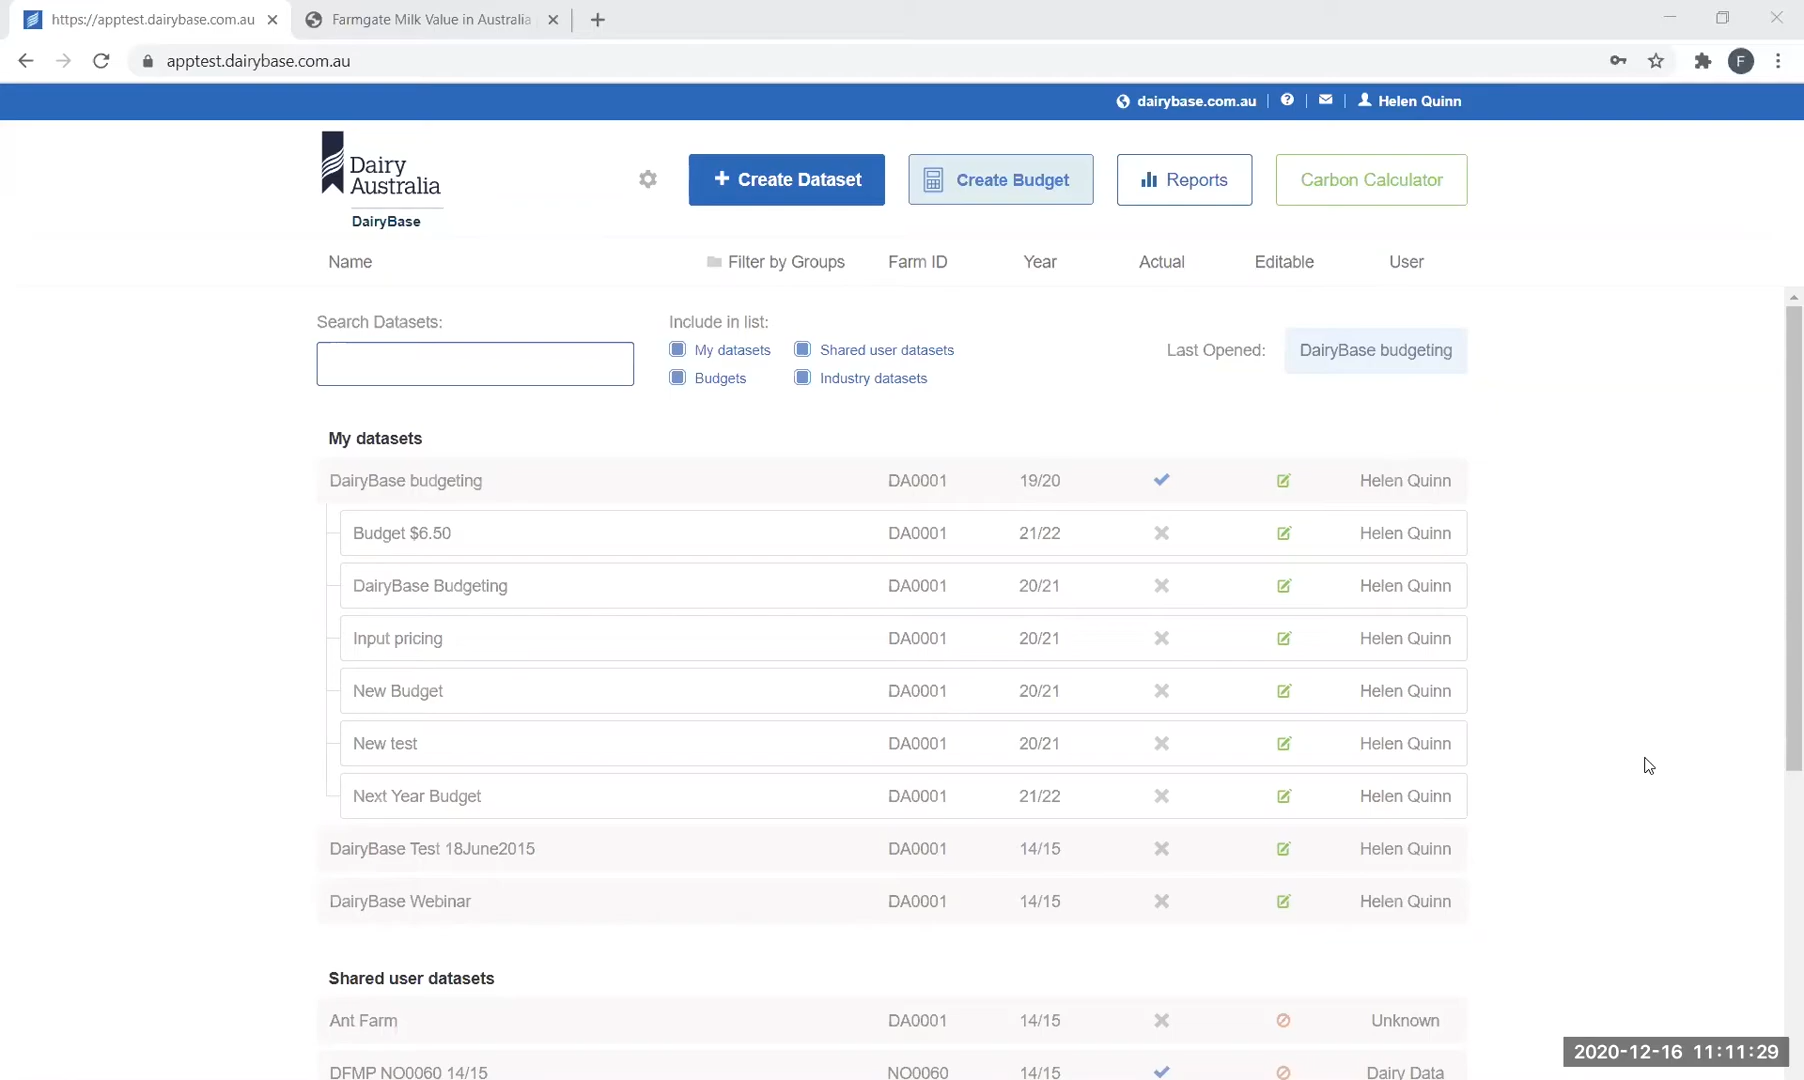 https://apptest.dairybase.com.au
Farmgate Milk Value in Australia
apptest.dairybase.com.au
F
dairybase.com.au
Helen Quinn
Dairy
Australia
DairyBase
Create Dataset
Create Budget
Reports
Carbon Calculator
Name Filter by Groups Farm ID Year Actual Editable User
Search Datasets:
Include in list:
My datasets Shared user datasets
Budgets Industry datasets
Last Opened: DairyBase budgeting
My datasets
DairyBase budgeting DA0001 19/20 Helen Quinn
Budget $6.50 DA0001 21/22 Helen Quinn
DairyBase Budgeting DA0001 20/21 Helen Quinn
Input pricing DA0001 20/21 Helen Quinn
New Budget DA0001 20/21 Helen Quinn
New test DA0001 20/21 Helen Quinn
Next Year Budget DA0001 21/22 Helen Quinn
DairyBase Test 18June2015 DA0001 14/15 Helen Quinn
DairyBase Webinar DA0001 14/15 Helen Quinn
Shared user datasets
Ant Farm DA0001 14/15 Unknown
DFMP NO0060 14/15 NO0060 14/15 Dairy Data
2020-12-16 11:11:29